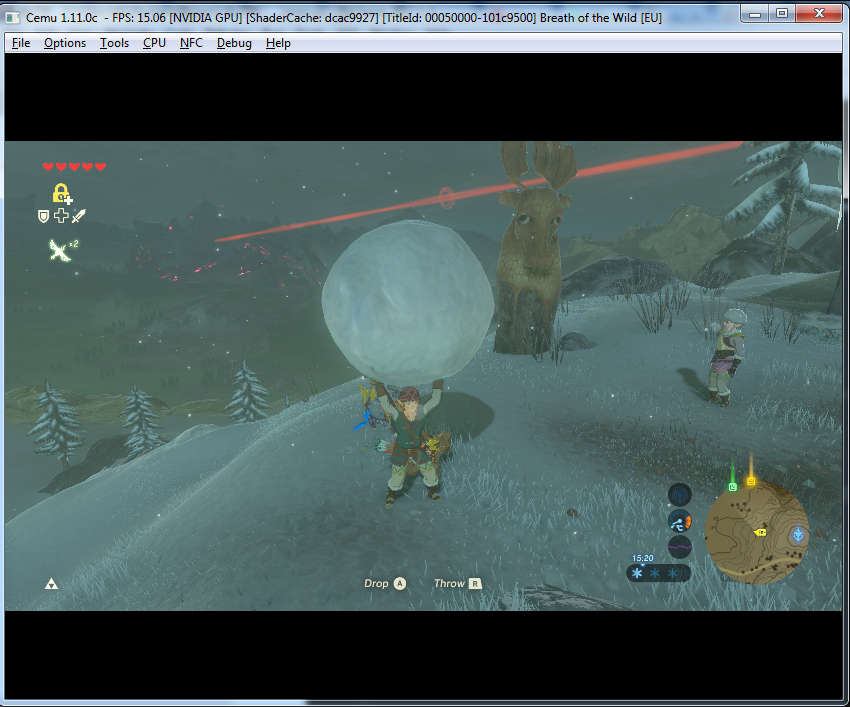 Cemu 1.11.0c - FPS: 15.06 [NVIDIA GPU] [ShaderCache: dcac9927] [TitleId: 00050000-101c9500] Breath of the Wild [EU]
File Options Tools CPU NFC Debug Help
×2
15:20
Drop A Throw R